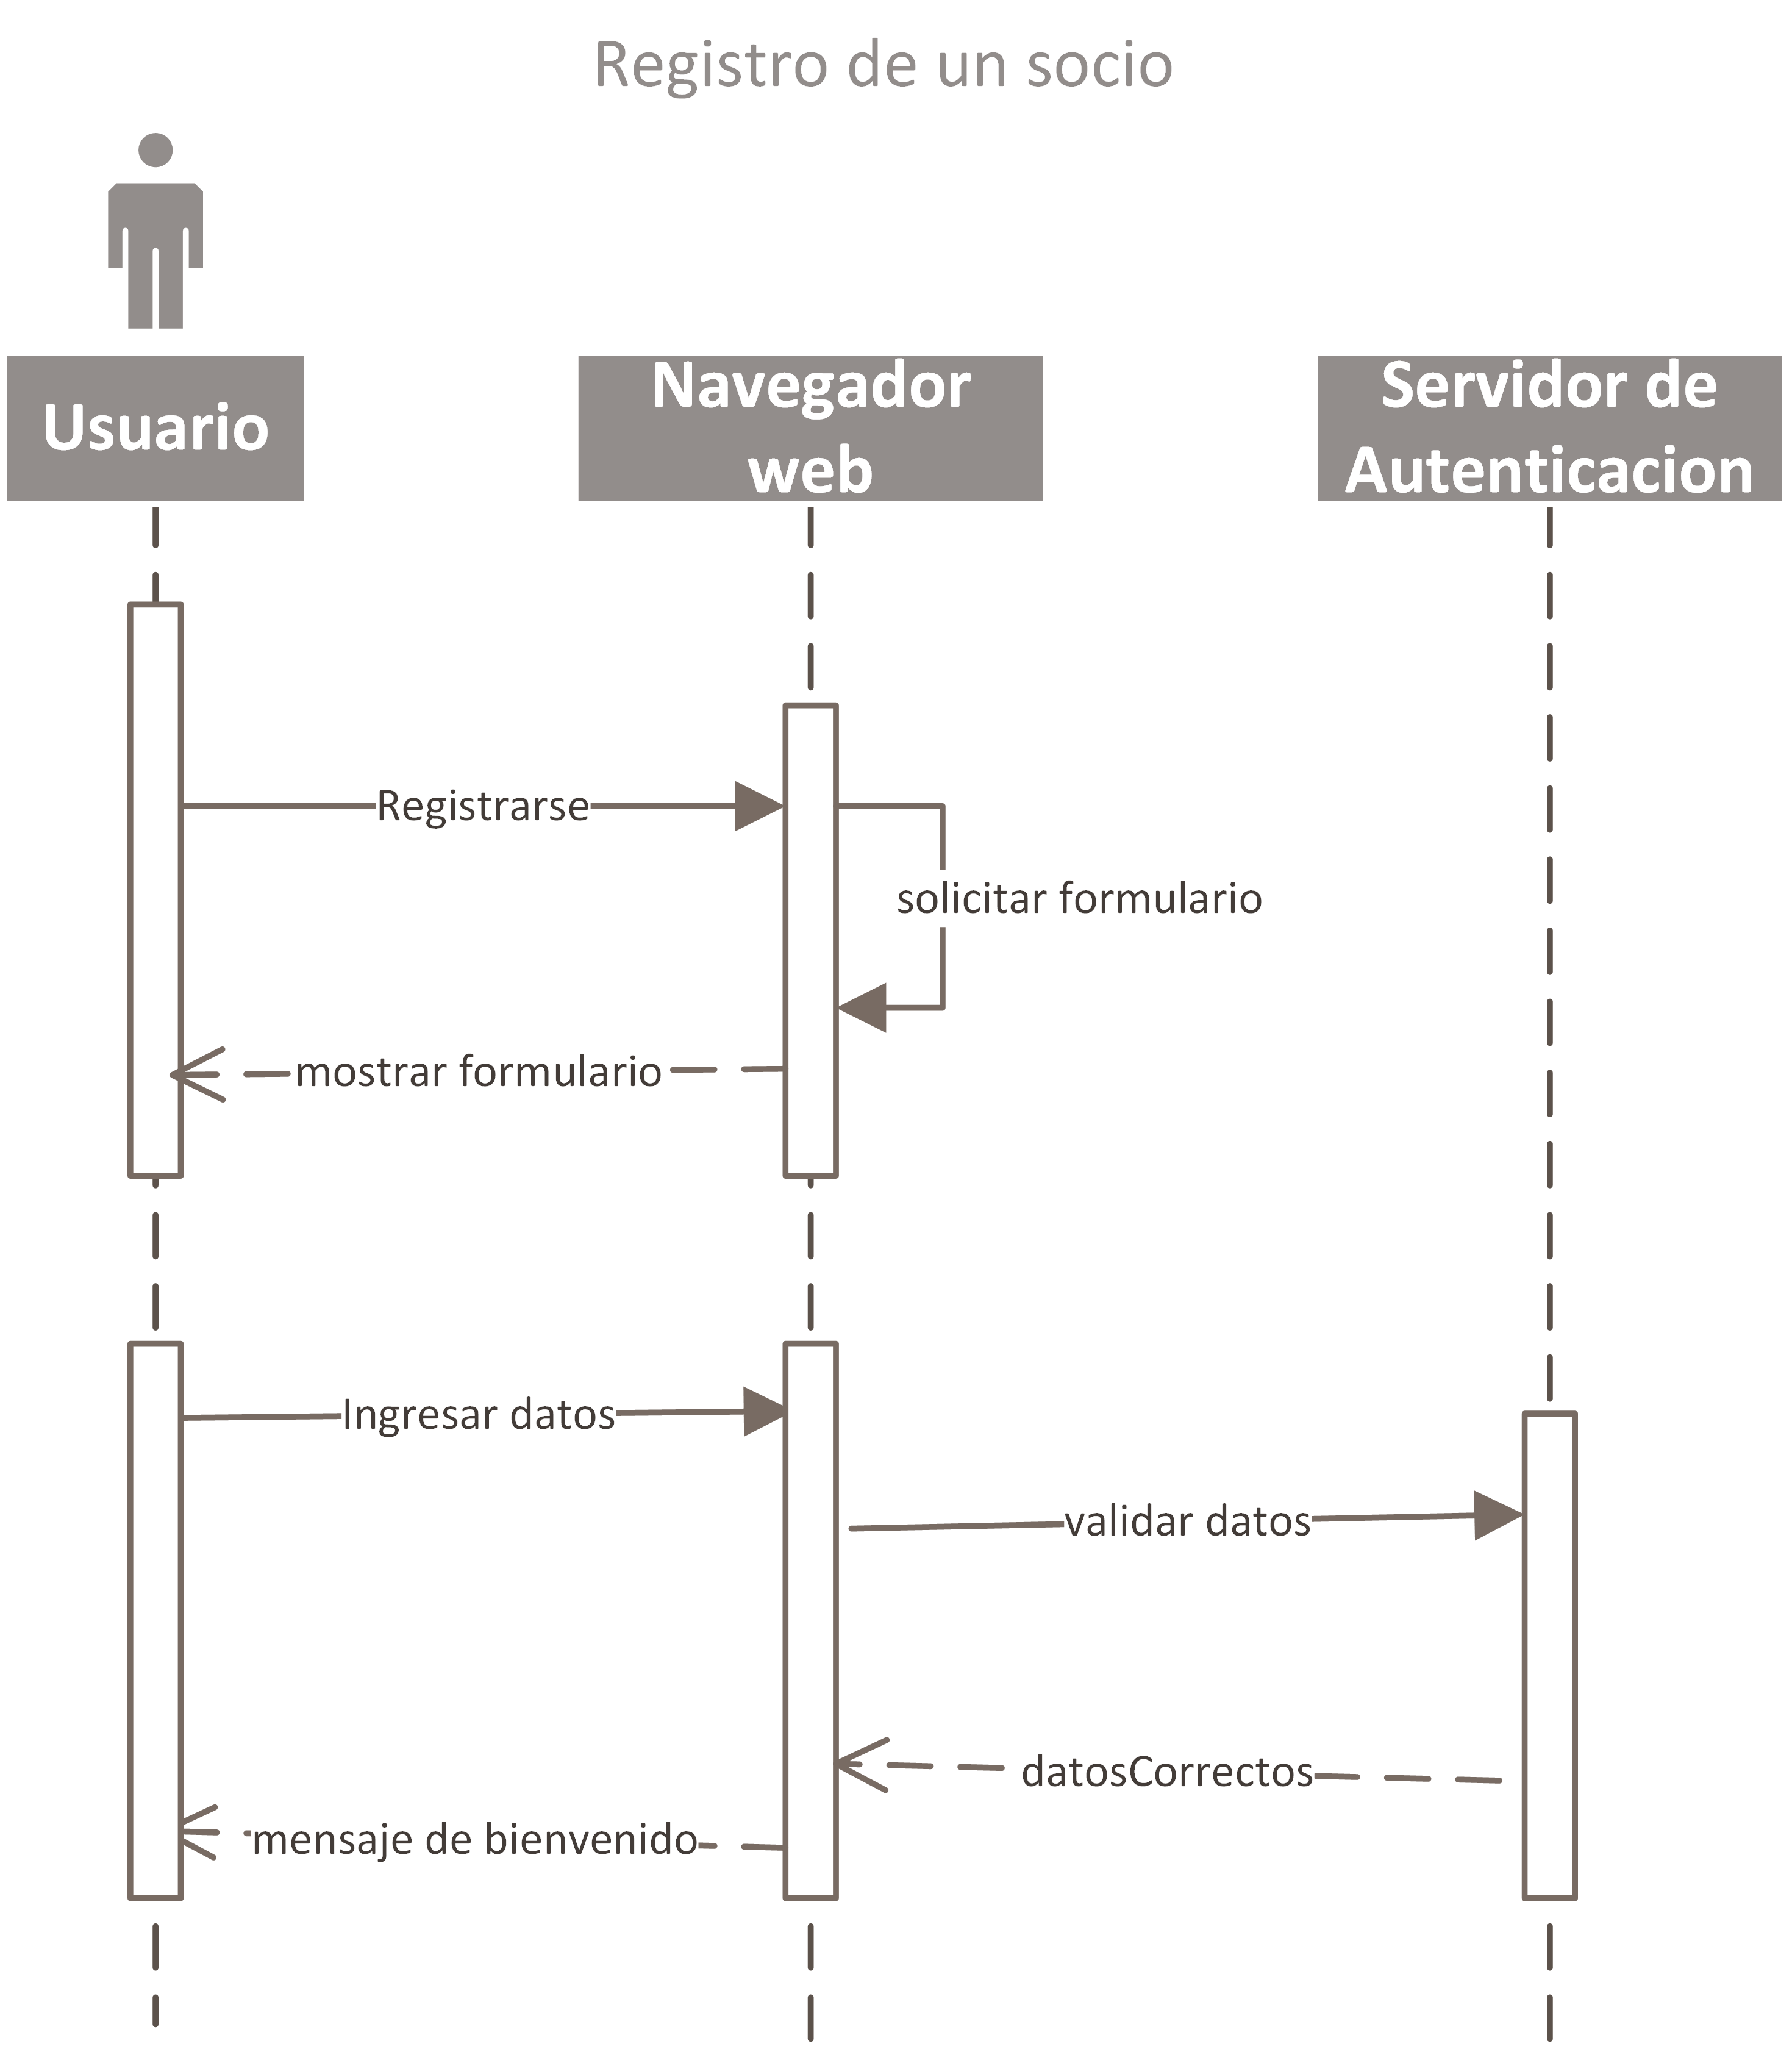 Registro de un socio
Usuario
Navegador
web
Servidor de
Autenticacion
Registrarse
solicitar formulario
mostrar formulario
Ingresar datos
validar datos
datosCorrectos
mensaje de bienvenido